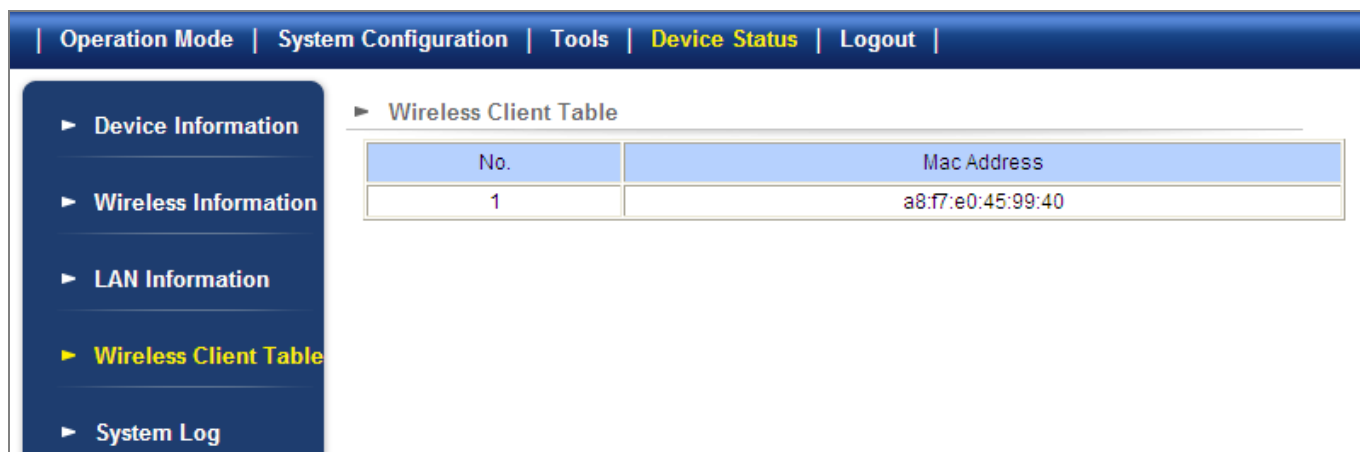 | Operation Mode | System Configuration | Tools | Device Status | Logout |
► Device Information
► Wireless Information
► LAN Information
► Wireless Client Table
► System Log
► Wireless Client Table
No. Mac Address
1 a8:f7:e0:45:99:40